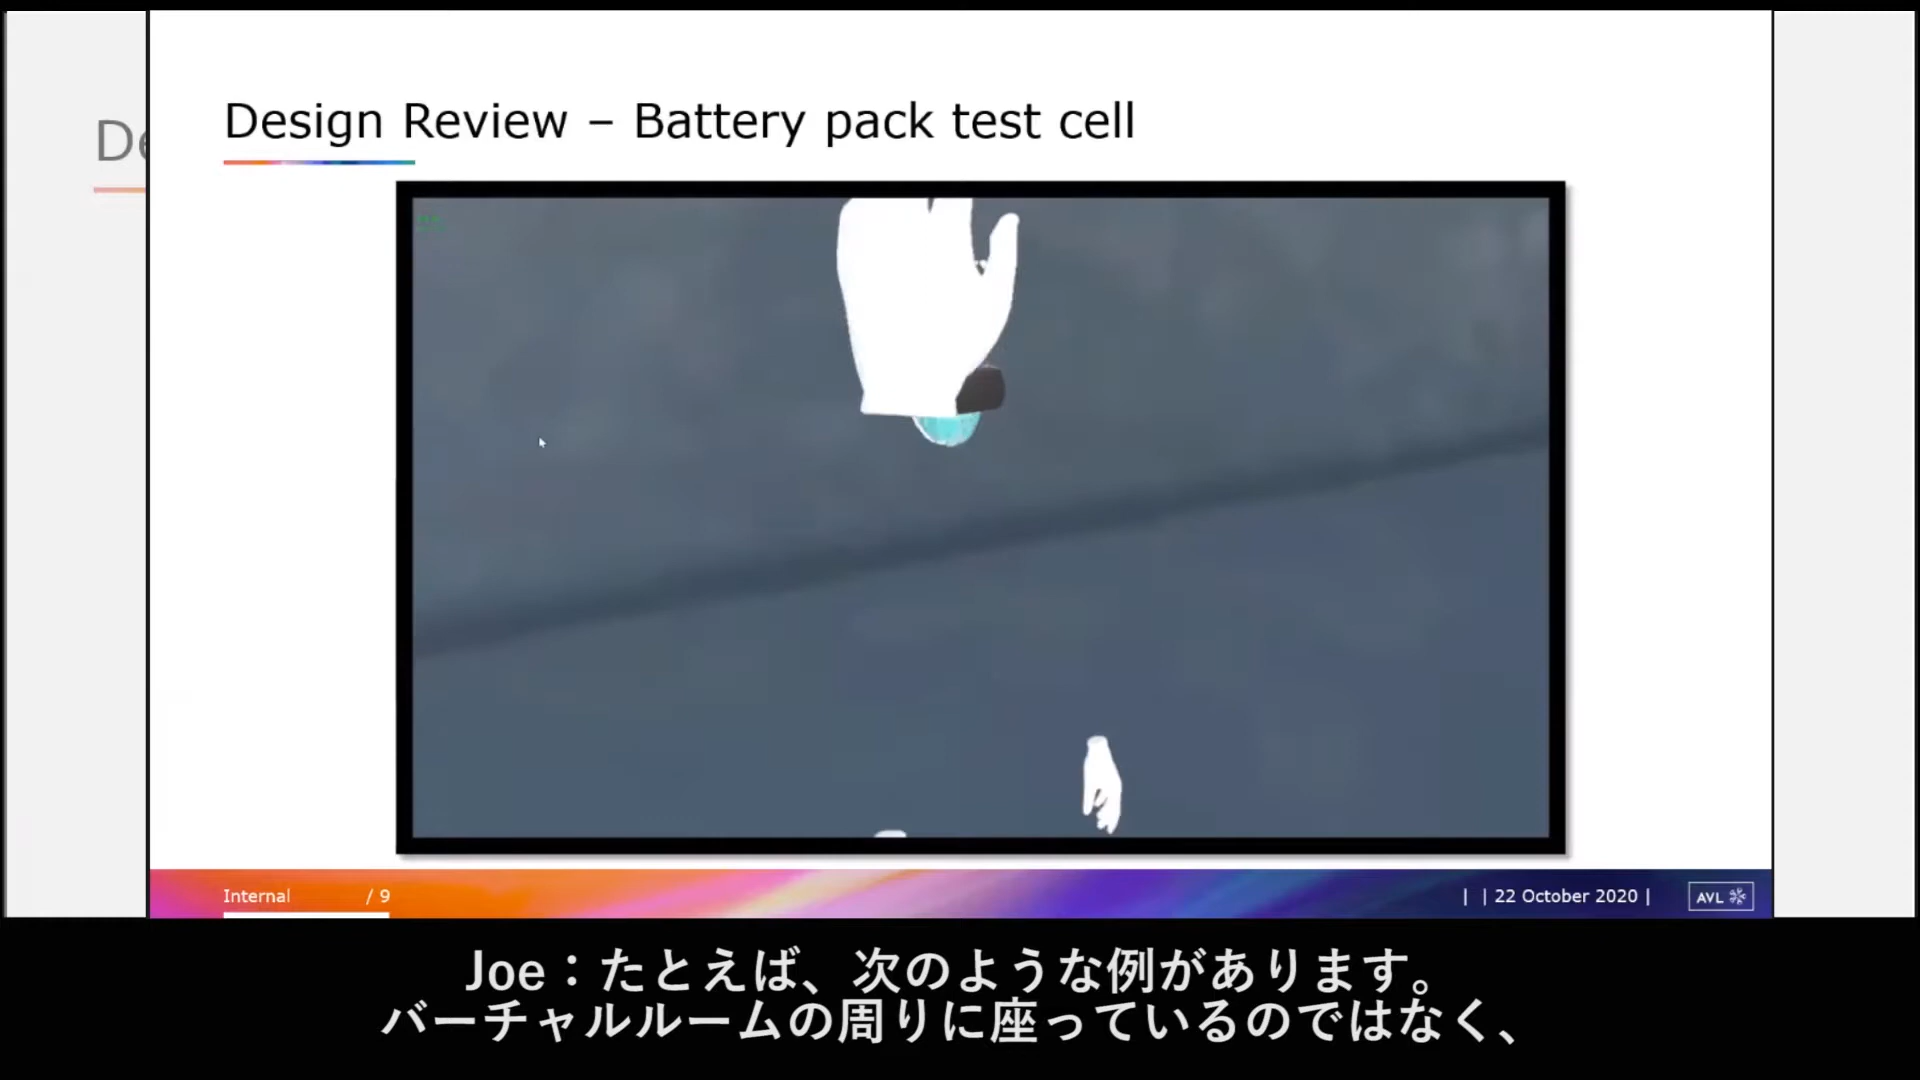 De
Design Review – Battery pack test cell
Internal / 9
| | 22 October 2020 |
AVL
Joe：たとえば、次のような例があります。
バーチャルルームの周りに座っているのではなく、